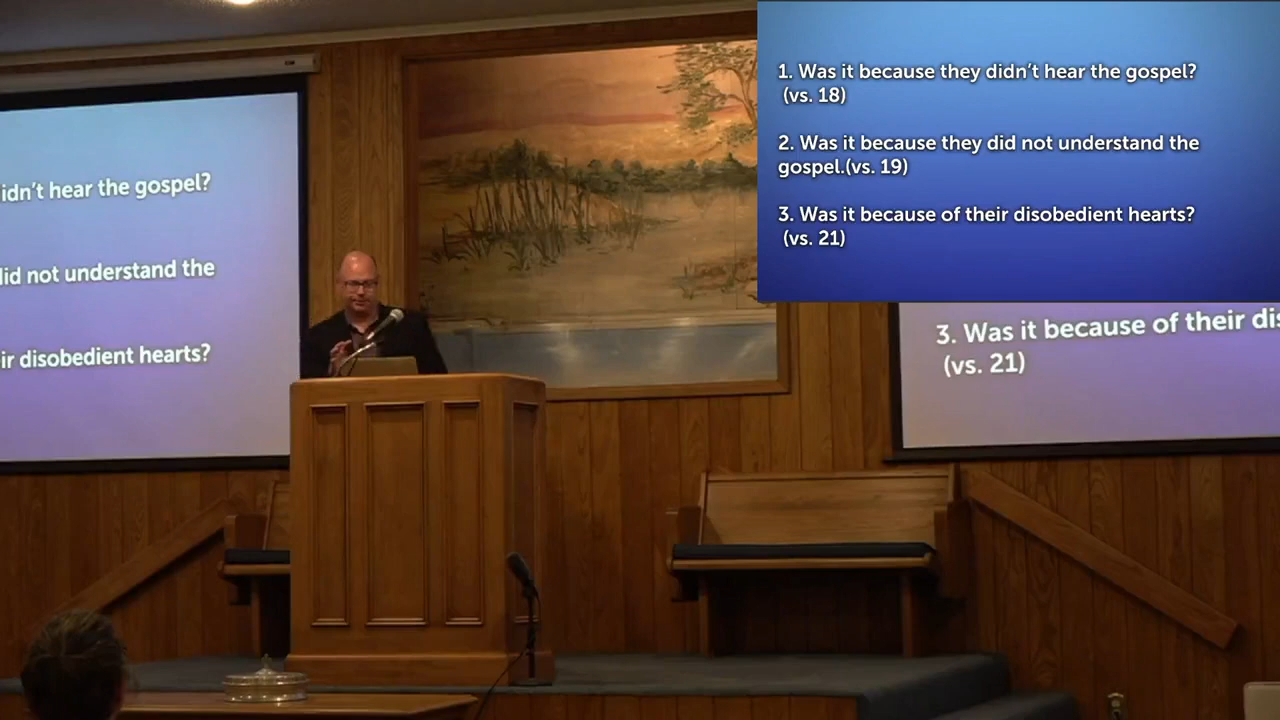 1. Was it because they didn't hear the gospel?
(vs. 18)
2. Was it because they did not understand the
gospel.(vs. 19)
3. Was it because of their disobedient hearts?
(vs. 21)
idn't hear the gospel?
did not understand the
ir disobedient hearts?
3. Was it because of their dis
(vs. 21)